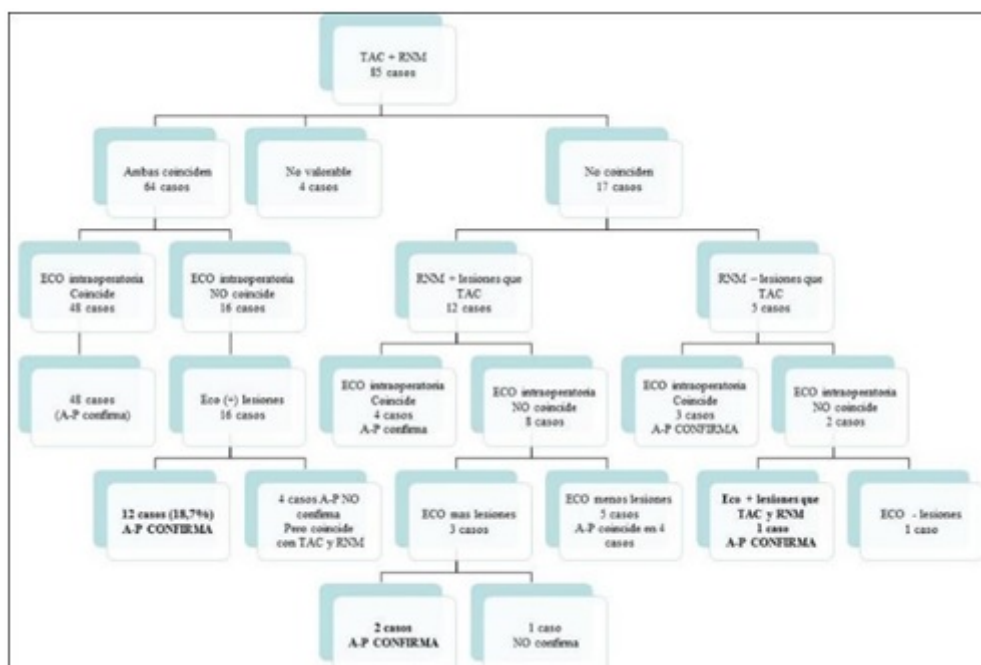 TAC + RNM
85 casos
Ambas coinciden
64 casos
No valorable
4 casos
No coinciden
17 casos
ECO intraoperatoria
Coincide
48 casos
ECO intraoperatoria
NO coincide
16 casos
RNM + lesiones que
TAC
12 casos
RNM – lesiones que
TAC
5 casos
48 casos
(A-P confirma)
Eco (+) lesiones
16 casos
ECO intraoperatoria
Coincide
4 casos
A-P confirma
ECO intraoperatoria
NO coincide
8 casos
ECO intraoperatoria
Coincide
3 casos
A-P CONFIRMA
ECO intraoperatoria
NO coincide
2 casos
12 casos (18,7%)
A-P CONFIRMA
4 casos A-P NO
confirma
Pero coincide
con TAC y RNM
ECO mas lesiones
3 casos
ECO menos lesiones
5 casos
A-P coincide en 4
casos
Eco + lesiones que
TAC y RNM
1 caso
A-P CONFIRMA
ECO - lesiones
1 caso
2 casos
A-P CONFIRMA
1 caso
NO confirma